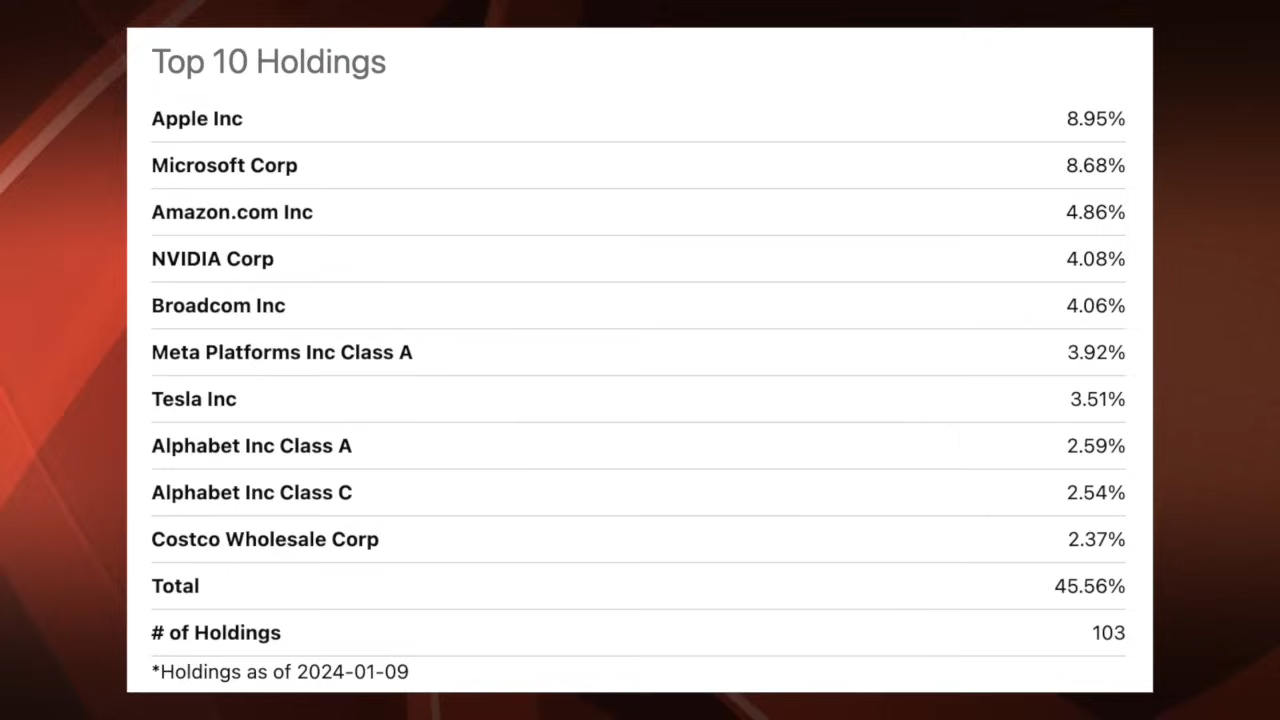 Top 10 Holdings
Apple Inc 8.95%
Microsoft Corp 8.68%
Amazon.com Inc 4.86%
NVIDIA Corp 4.08%
Broadcom Inc 4.06%
Meta Platforms Inc Class A 3.92%
Tesla Inc 3.51%
Alphabet Inc Class A 2.59%
Alphabet Inc Class C 2.54%
Costco Wholesale Corp 2.37%
Total 45.56%
# of Holdings 103
*Holdings as of 2024-01-09